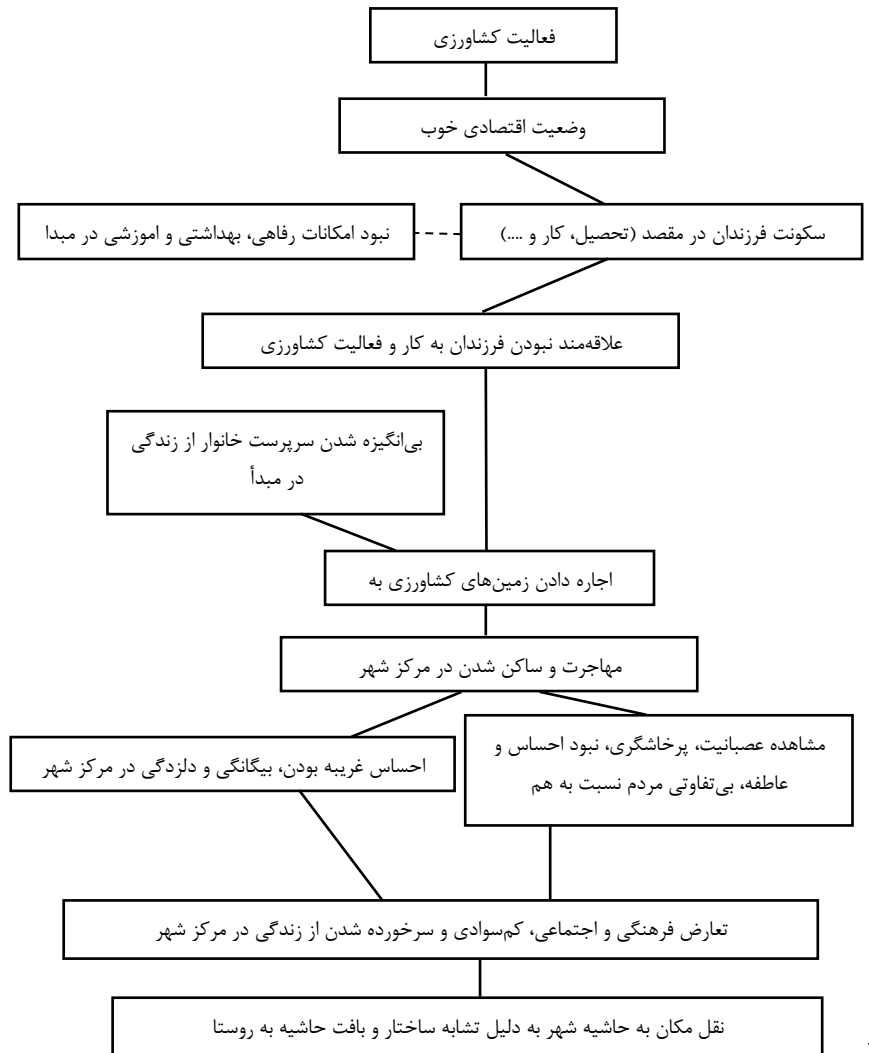 فعالیت کشاورزی
وضعیت اقتصادی خوب
سکونت فرزندان در مقصد (تحصیل، کار و ....)
نبود امکانات رفاهی، بهداشتی و اموزشی در مبدا
علاقه‌مند نبودن فرزندان به کار و فعالیت کشاورزی
بی‌انگیزه شدن سرپرست خانوار از زندگی
در مبدأ
اجاره دادن زمین‌های کشاورزی به
مهاجرت و ساکن شدن در مرکز شهر
مشاهده عصبانیت، پرخاشگری، نبود احساس و
عاطفه، بی‌تفاوتی مردم نسبت به هم
احساس غریبه بودن، بیگانگی و دلزدگی در مرکز شهر
تعارض فرهنگی و اجتماعی، کم‌سوادی و سرخورده شدن از زندگی در مرکز شهر
نقل مکان به حاشیه شهر به دلیل تشابه ساختار و بافت حاشیه به روستا